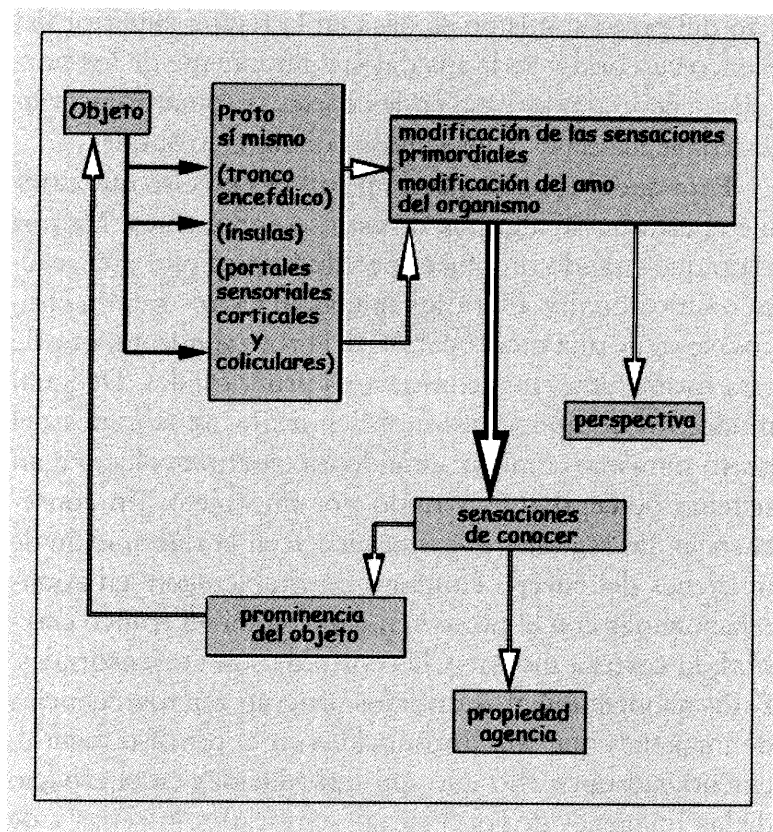 Objeto
Proto
sí mismo
(tronco
encefálico)
(ínsulas)
(portales
sensoriales
corticales
y
coliculares)
modificación de las sensaciones
primordiales
modificación del amo
del organismo
perspectiva
sensaciones
de conocer
prominencia
del objeto
propiedad
agencia